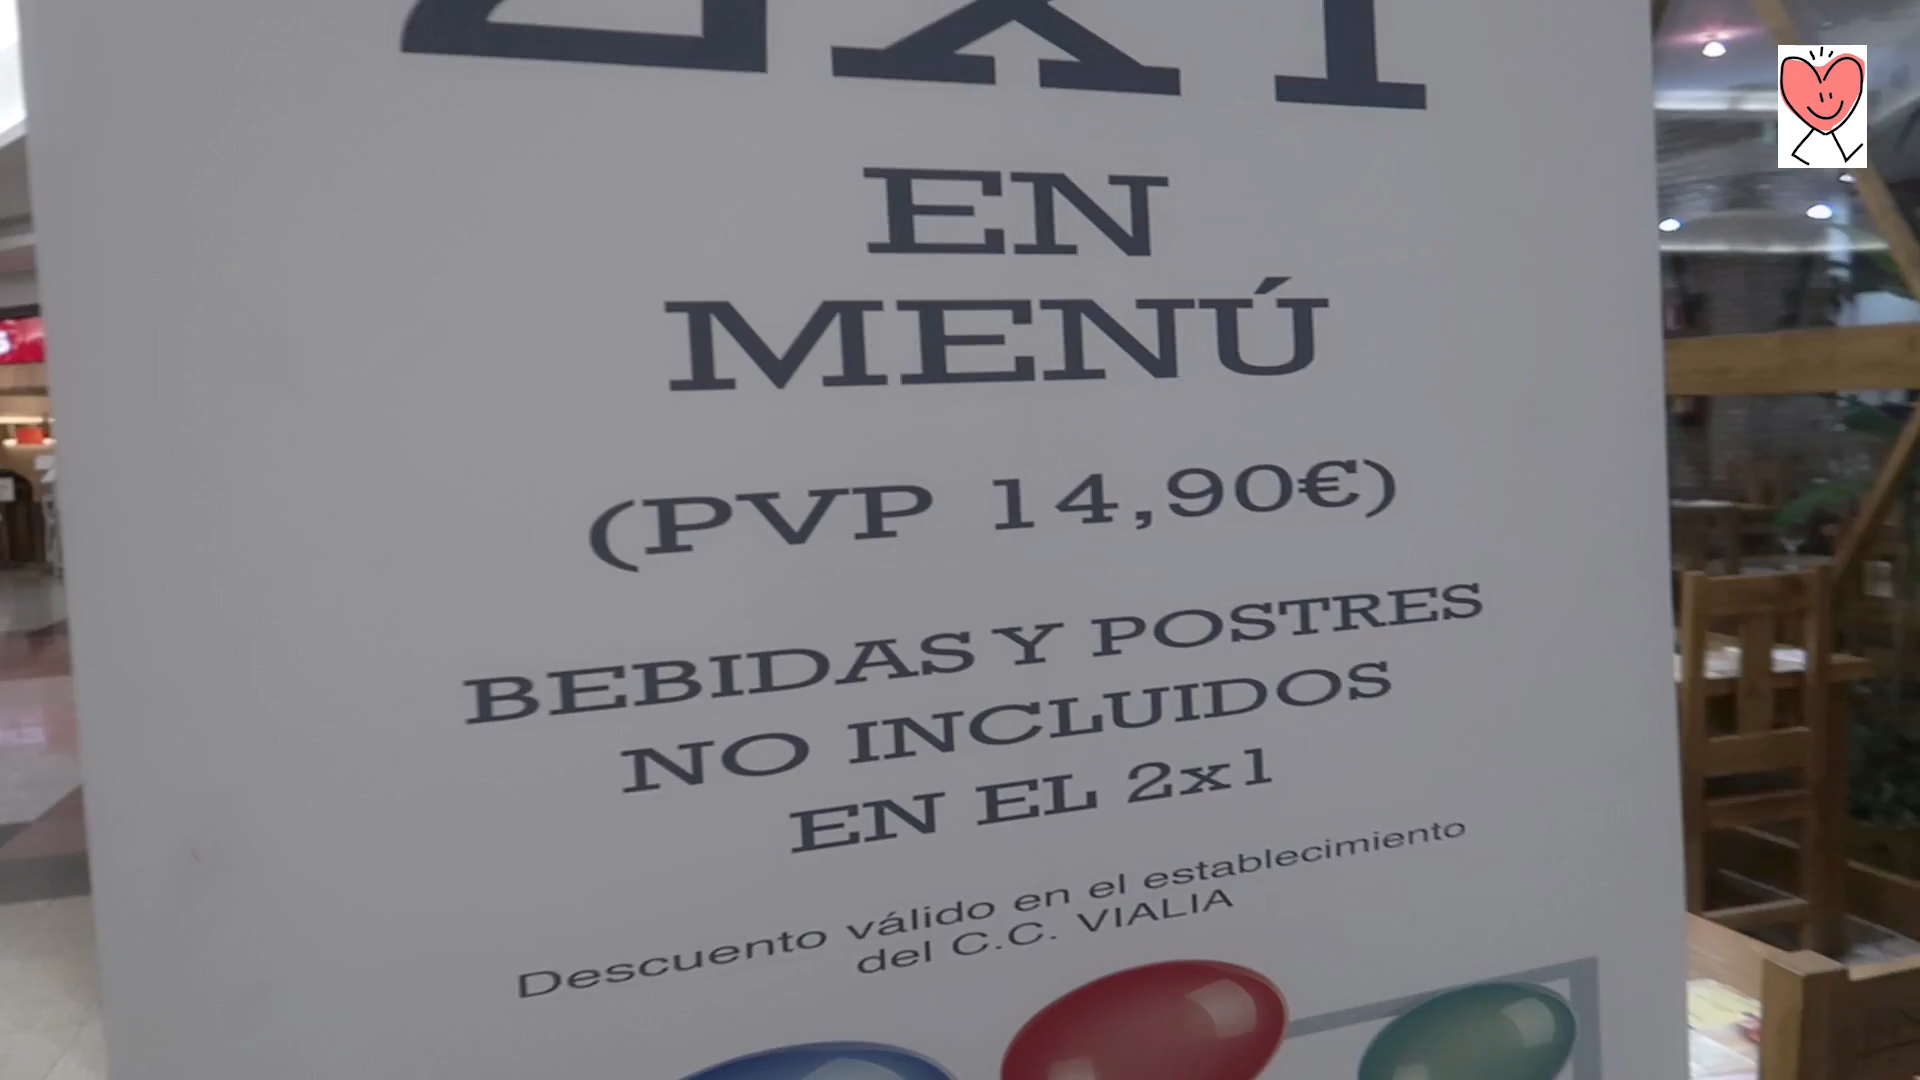 2x1
EN
MENÚ
(PVP 14,90€)
BEBIDAS Y POSTRES
NO INCLUIDOS
EN EL 2x1
Descuento válido en el establecimiento
del C.C. VIALIA